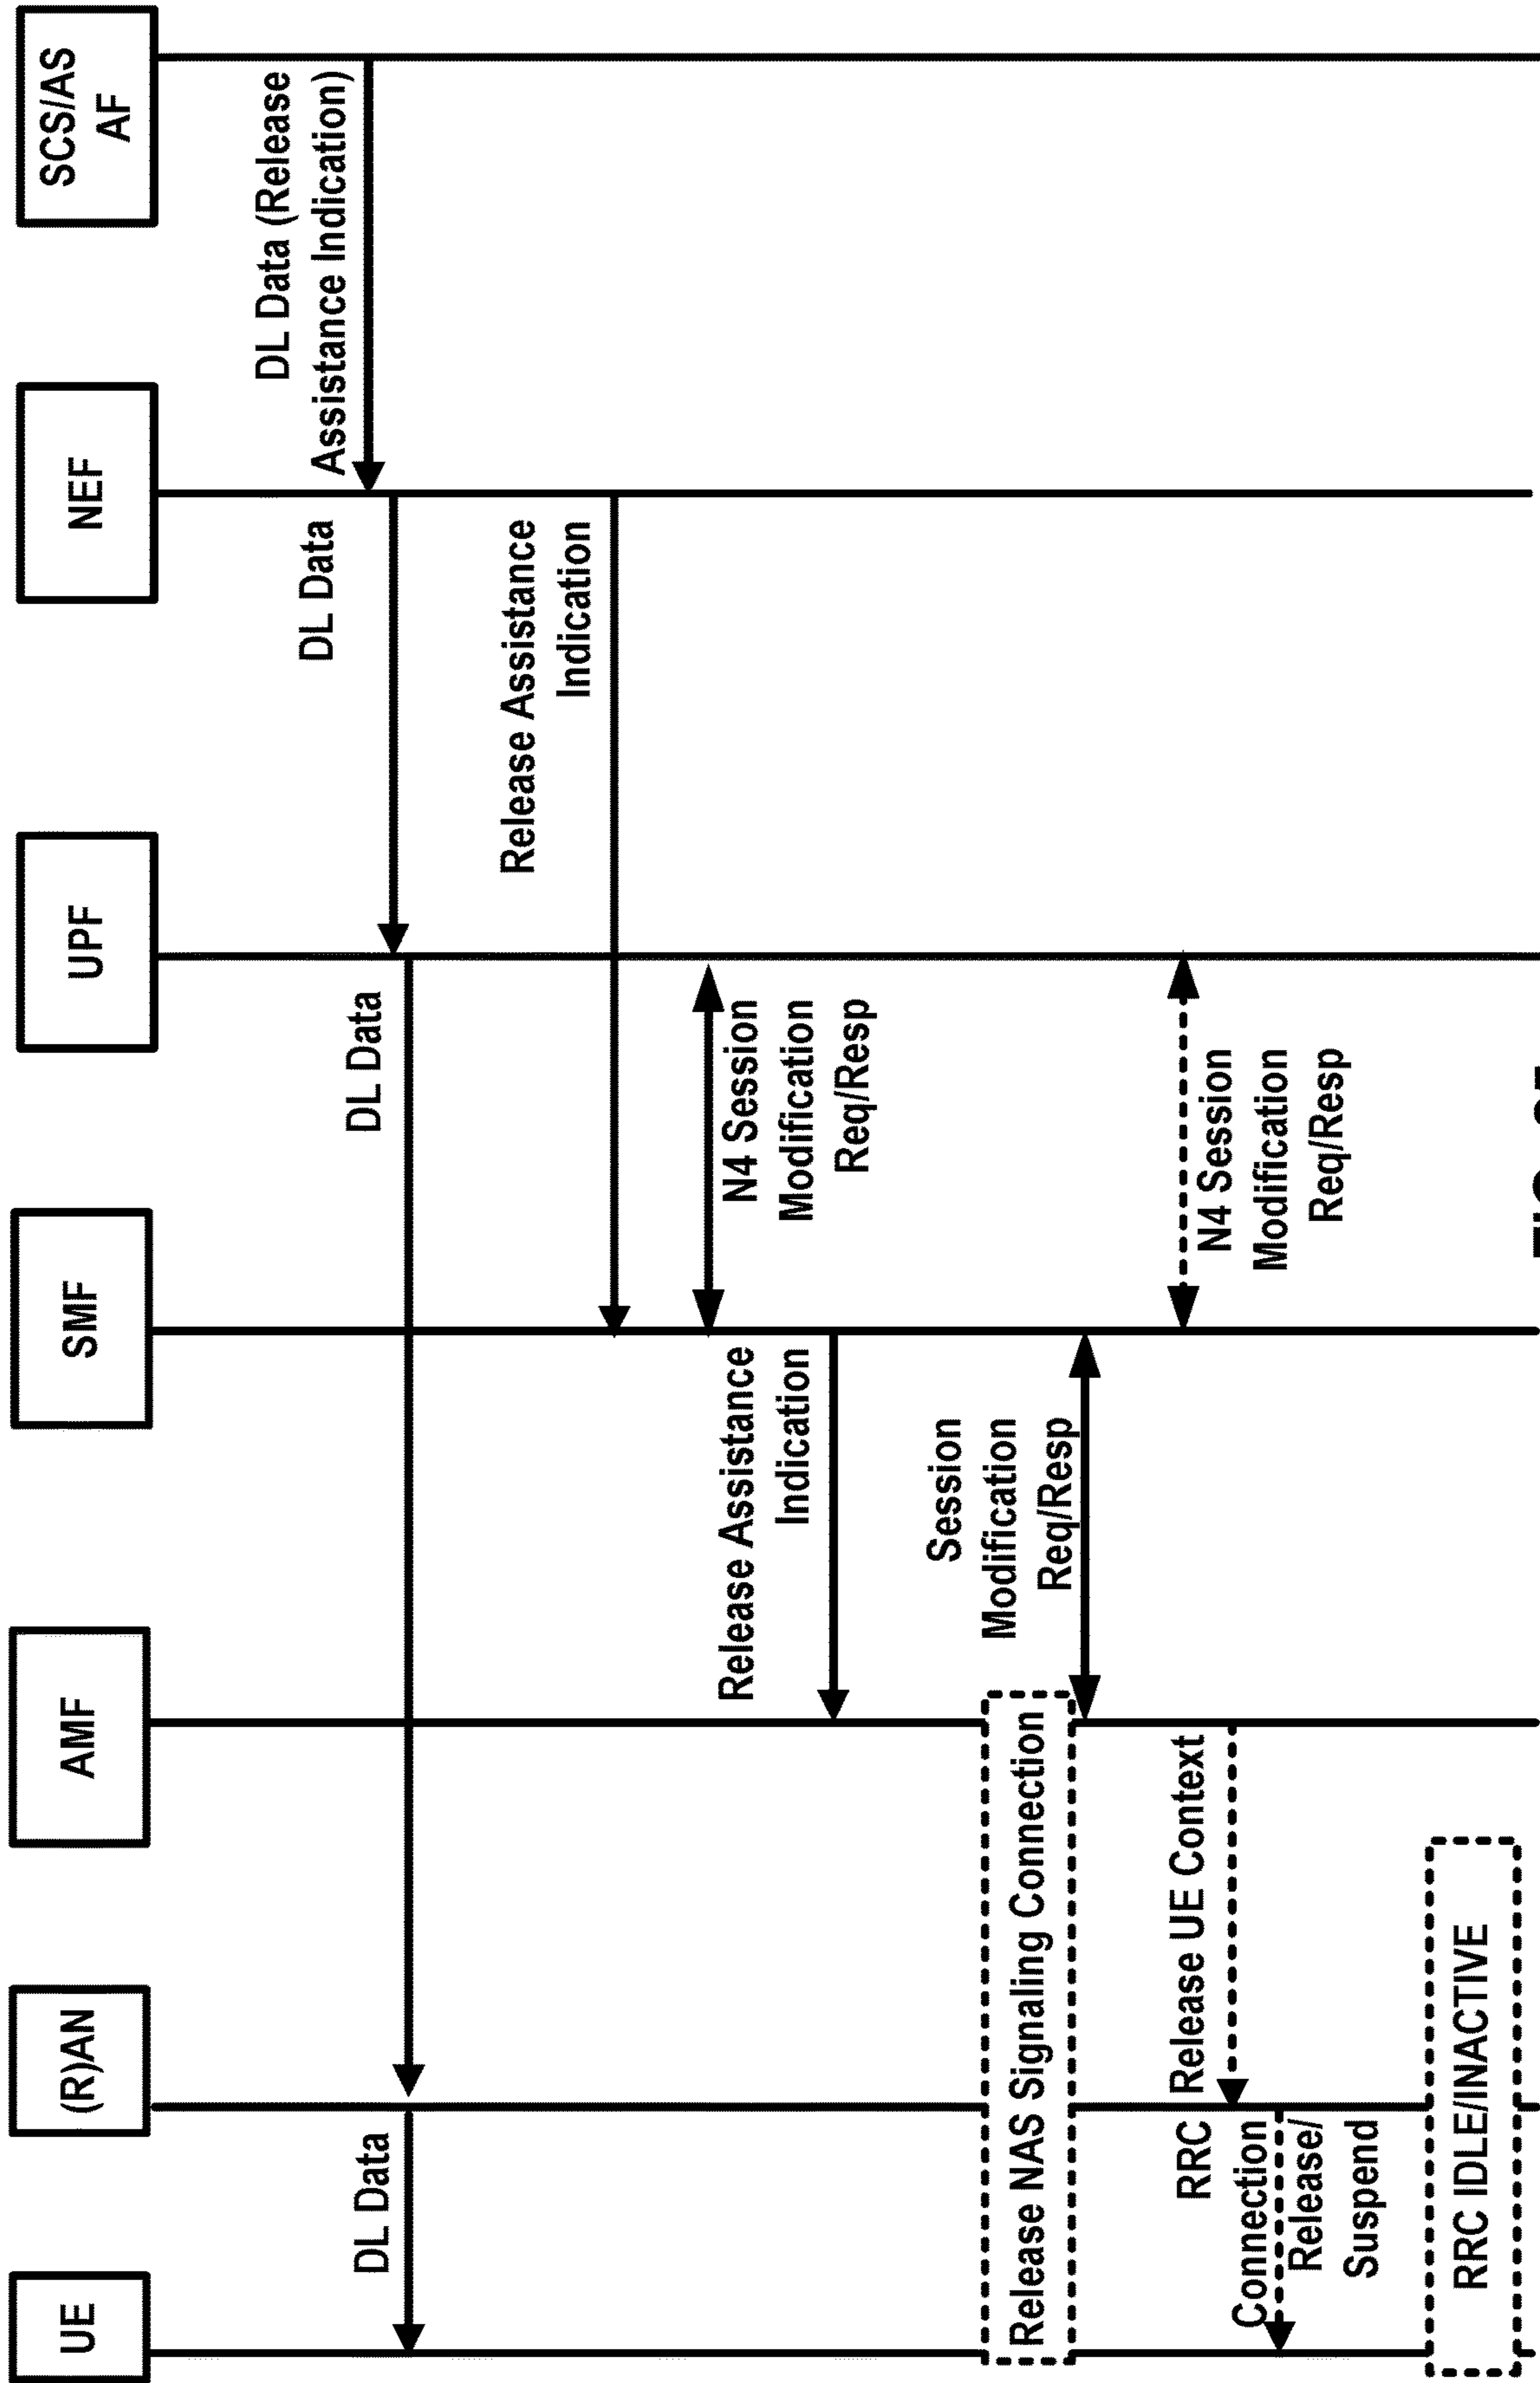 UE
(R)AN
AMF
SMF
UPF
NEF
SCS/AS
AF
DL Data (Release
Assistance Indication)
DL Data
DL Data
DL Data
Release Assistance
Indication
N4 Session
Modification
Req/Resp
Release Assistance
Indication
Session
Modification
Req/Resp
Release NAS Signaling Connection
N4 Session
Modification
Req/Resp
Release UE Context
RRC
Connection
Release/
Suspend
RRC IDLE/INACTIVE